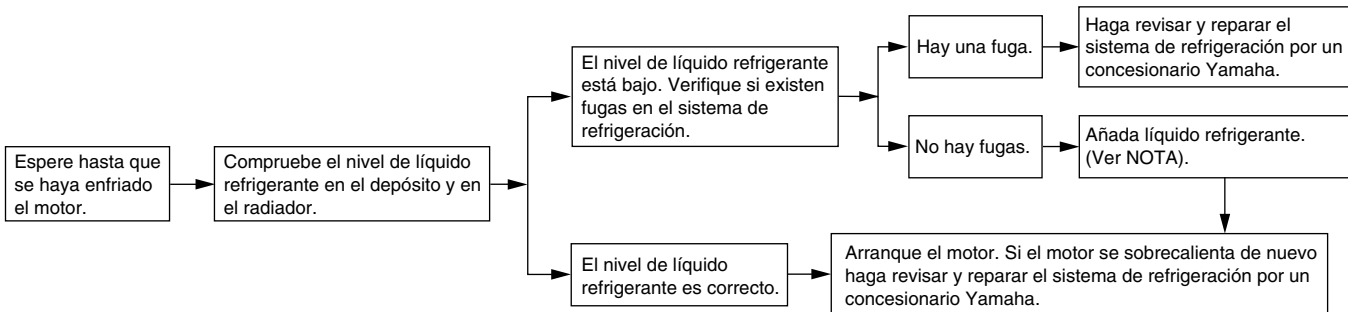 Espere hasta que
se haya enfriado
el motor.
Compruebe el nivel de líquido
refrigerante en el depósito y en
el radiador.
El nivel de líquido refrigerante
está bajo. Verifique si existen
fugas en el sistema de
refrigeración.
Hay una fuga.
Haga revisar y reparar el
sistema de refrigeración por un
concesionario Yamaha.
No hay fugas.
Añada líquido refrigerante.
(Ver NOTA).
El nivel de líquido
refrigerante es correcto.
Arranque el motor. Si el motor se sobrecalienta de nuevo
haga revisar y reparar el sistema de refrigeración por un
concesionario Yamaha.